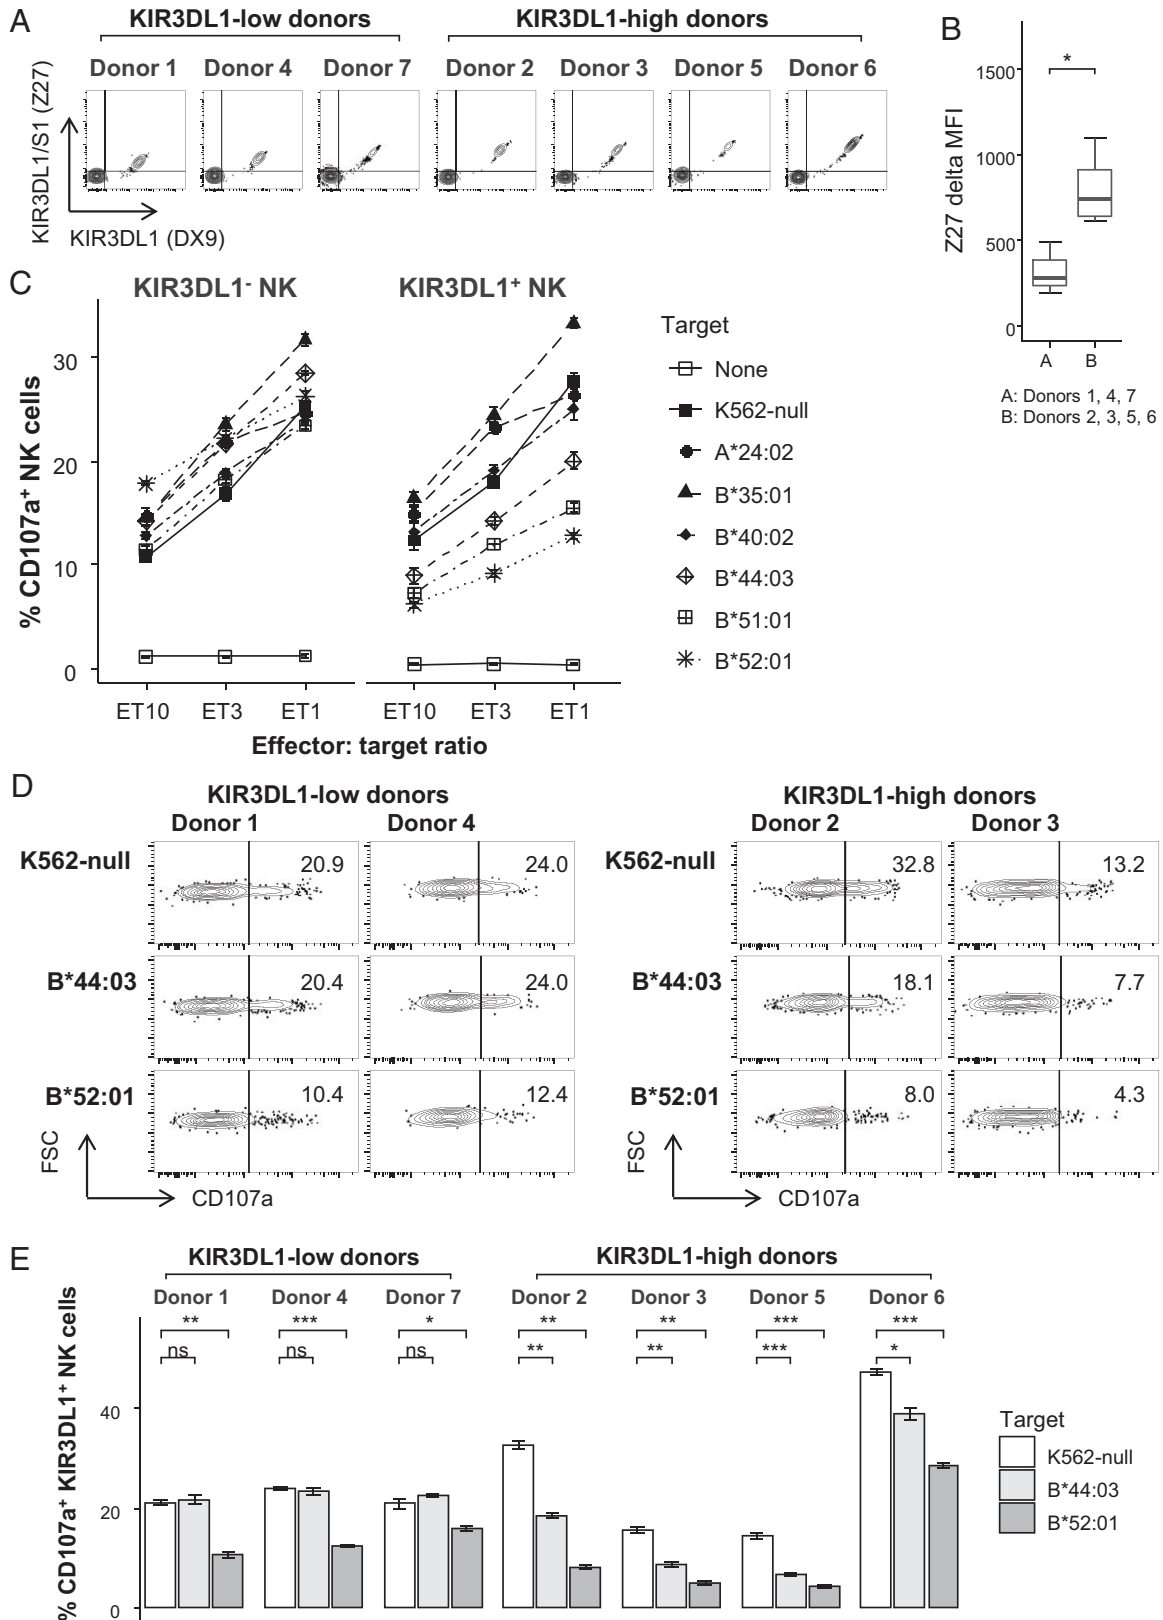 A
KIR3DL1-low donors
KIR3DL1-high donors
Donor 1
Donor 4
Donor 7
Donor 2
Donor 3
Donor 5
Donor 6
KIR3DL1/S1 (Z27)
KIR3DL1 (DX9)
B
Z27 delta MFI
1500
1000
500
0
*
A
B
A: Donors 1, 4, 7
B: Donors 2, 3, 5, 6
C
KIR3DL1- NK
KIR3DL1+ NK
% CD107a+ NK cells
30
20
10
0
ET10
ET3
ET1
ET10
ET3
ET1
Effector: target ratio
Target
None
K562-null
A*24:02
B*35:01
B*40:02
B*44:03
B*51:01
B*52:01
D
KIR3DL1-low donors
KIR3DL1-high donors
Donor 1
Donor 4
Donor 2
Donor 3
K562-null
20.9
24.0
K562-null
32.8
13.2
B*44:03
20.4
24.0
B*44:03
18.1
7.7
B*52:01
10.4
12.4
B*52:01
8.0
4.3
FSC
CD107a
FSC
CD107a
E
KIR3DL1-low donors
KIR3DL1-high donors
Donor 1
Donor 4
Donor 7
Donor 2
Donor 3
Donor 5
Donor 6
**
***
*
**
**
***
***
ns
ns
ns
**
**
***
*
% CD107a+ KIR3DL1+ NK cells
40
20
0
Target
K562-null
B*44:03
B*52:01